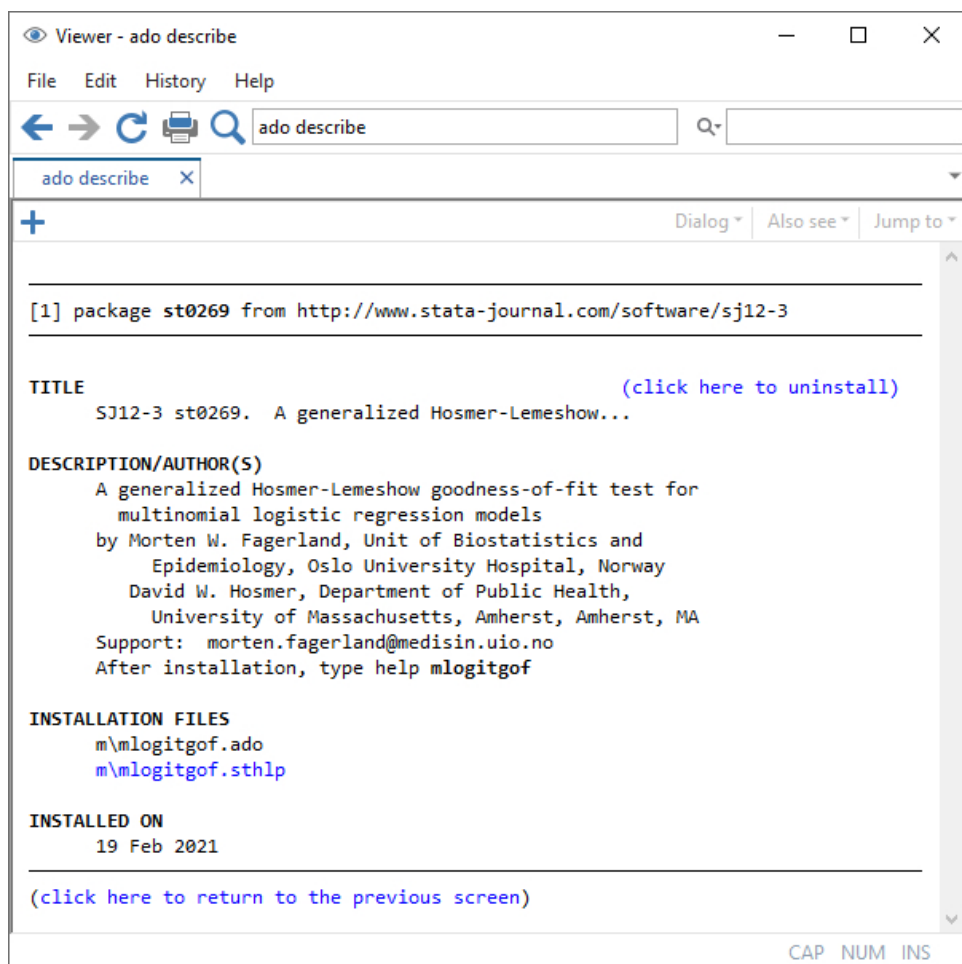 Viewer - ado describe
File Edit History Help
ado describe
ado describe
Dialog Also see Jump to
[1] package st0269 from http://www.stata-journal.com/software/sj12-3
TITLE (click here to uninstall)
SJ12-3 st0269. A generalized Hosmer-Lemeshow...
DESCRIPTION/AUTHOR(S)
A generalized Hosmer-Lemeshow goodness-of-fit test for
multinomial logistic regression models
by Morten W. Fagerland, Unit of Biostatistics and
Epidemiology, Oslo University Hospital, Norway
David W. Hosmer, Department of Public Health,
University of Massachusetts, Amherst, Amherst, MA
Support: morten.fagerland@medisin.uio.no
After installation, type help mlogitgof
INSTALLATION FILES
m\mlogitgof.ado
m\mlogitgof.sthlp
INSTALLED ON
19 Feb 2021
(click here to return to the previous screen)
CAP NUM INS